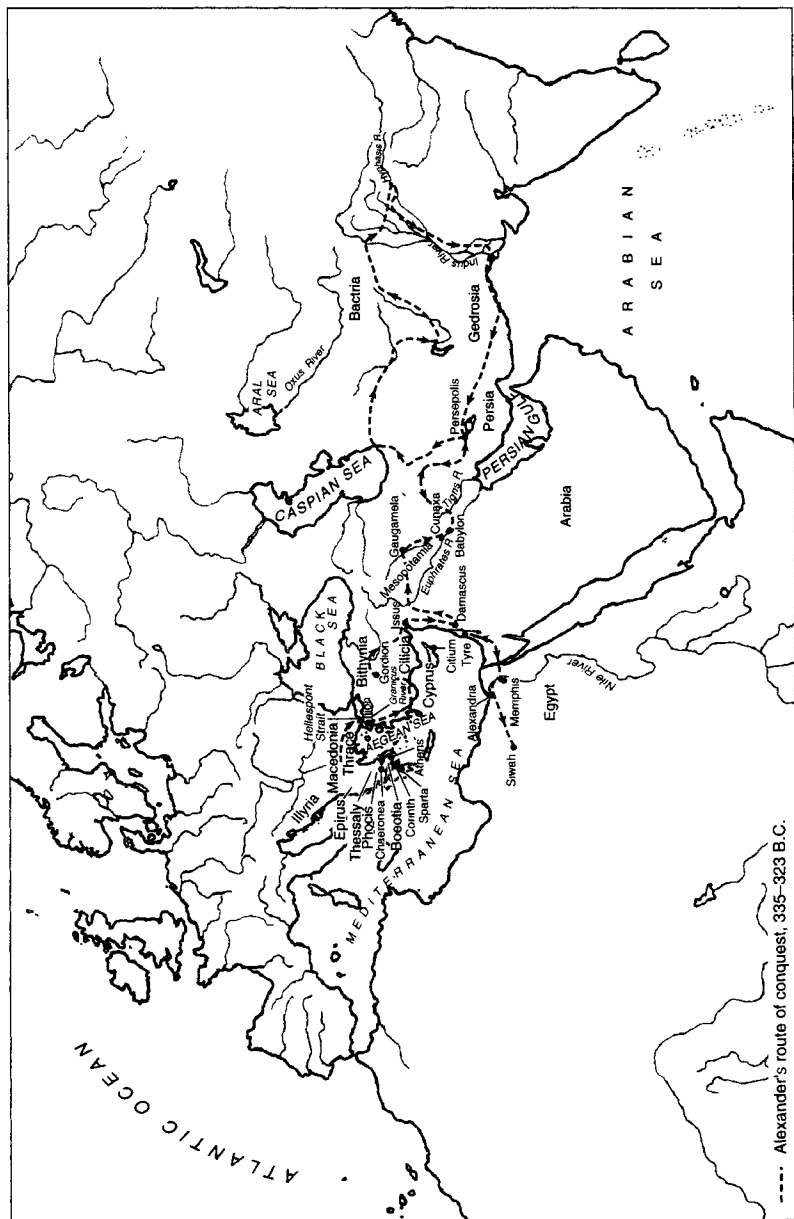 ATLANTIC OCEAN
Illyria
Epirus
Thessaly
Phocis
Chaeronea
Boeotia
Corinth
Sparta
Athens
Macedonia
Thrace
Hellespont
Strait
AEGEAN SEA
BLACK
SEA
Bithynia
Gordion
Granicus
River
Cilicia
Issus
Cyprus
Citium
Tyre
Damascus
MEDITERRANEAN SEA
Alexandria
Memphis
Siwah
Egypt
Nile River
CASPIAN SEA
ARAL
SEA
Oxus River
Gaugamela
Mesopotamia
Cunaxa
Euphrates R.
Tigris R.
Babylon
Arabia
Persepolis
Persia
PERSIAN GULF
Bactria
Gedrosia
Indus River
Hyphasis R.
ARABIAN
SEA
Alexander's route of conquest, 335–323 B.C.